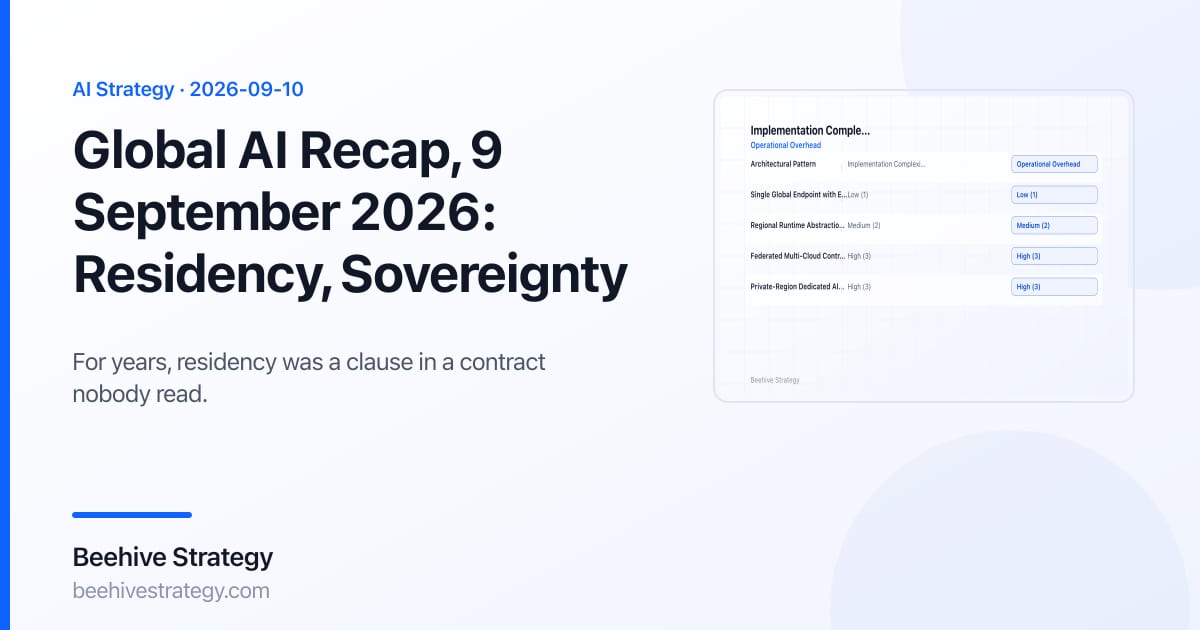 AI Strategy · 2026-09-10
Global AI Recap, 9
September 2026:
Residency, Sovereignty
For years, residency was a clause in a contract
nobody read.
Beehive Strategy
beehivestrategy.com
Implementation Comple...
Operational Overhead
Architectural Pattern Implementation Complexi... Operational Overhead
Single Global Endpoint with E... Low (1) Low (1)
Regional Runtime Abstractio... Medium (2) Medium (2)
Federated Multi-Cloud Contr... High (3) High (3)
Private-Region Dedicated AI... High (3) High (3)
Beehive Strategy